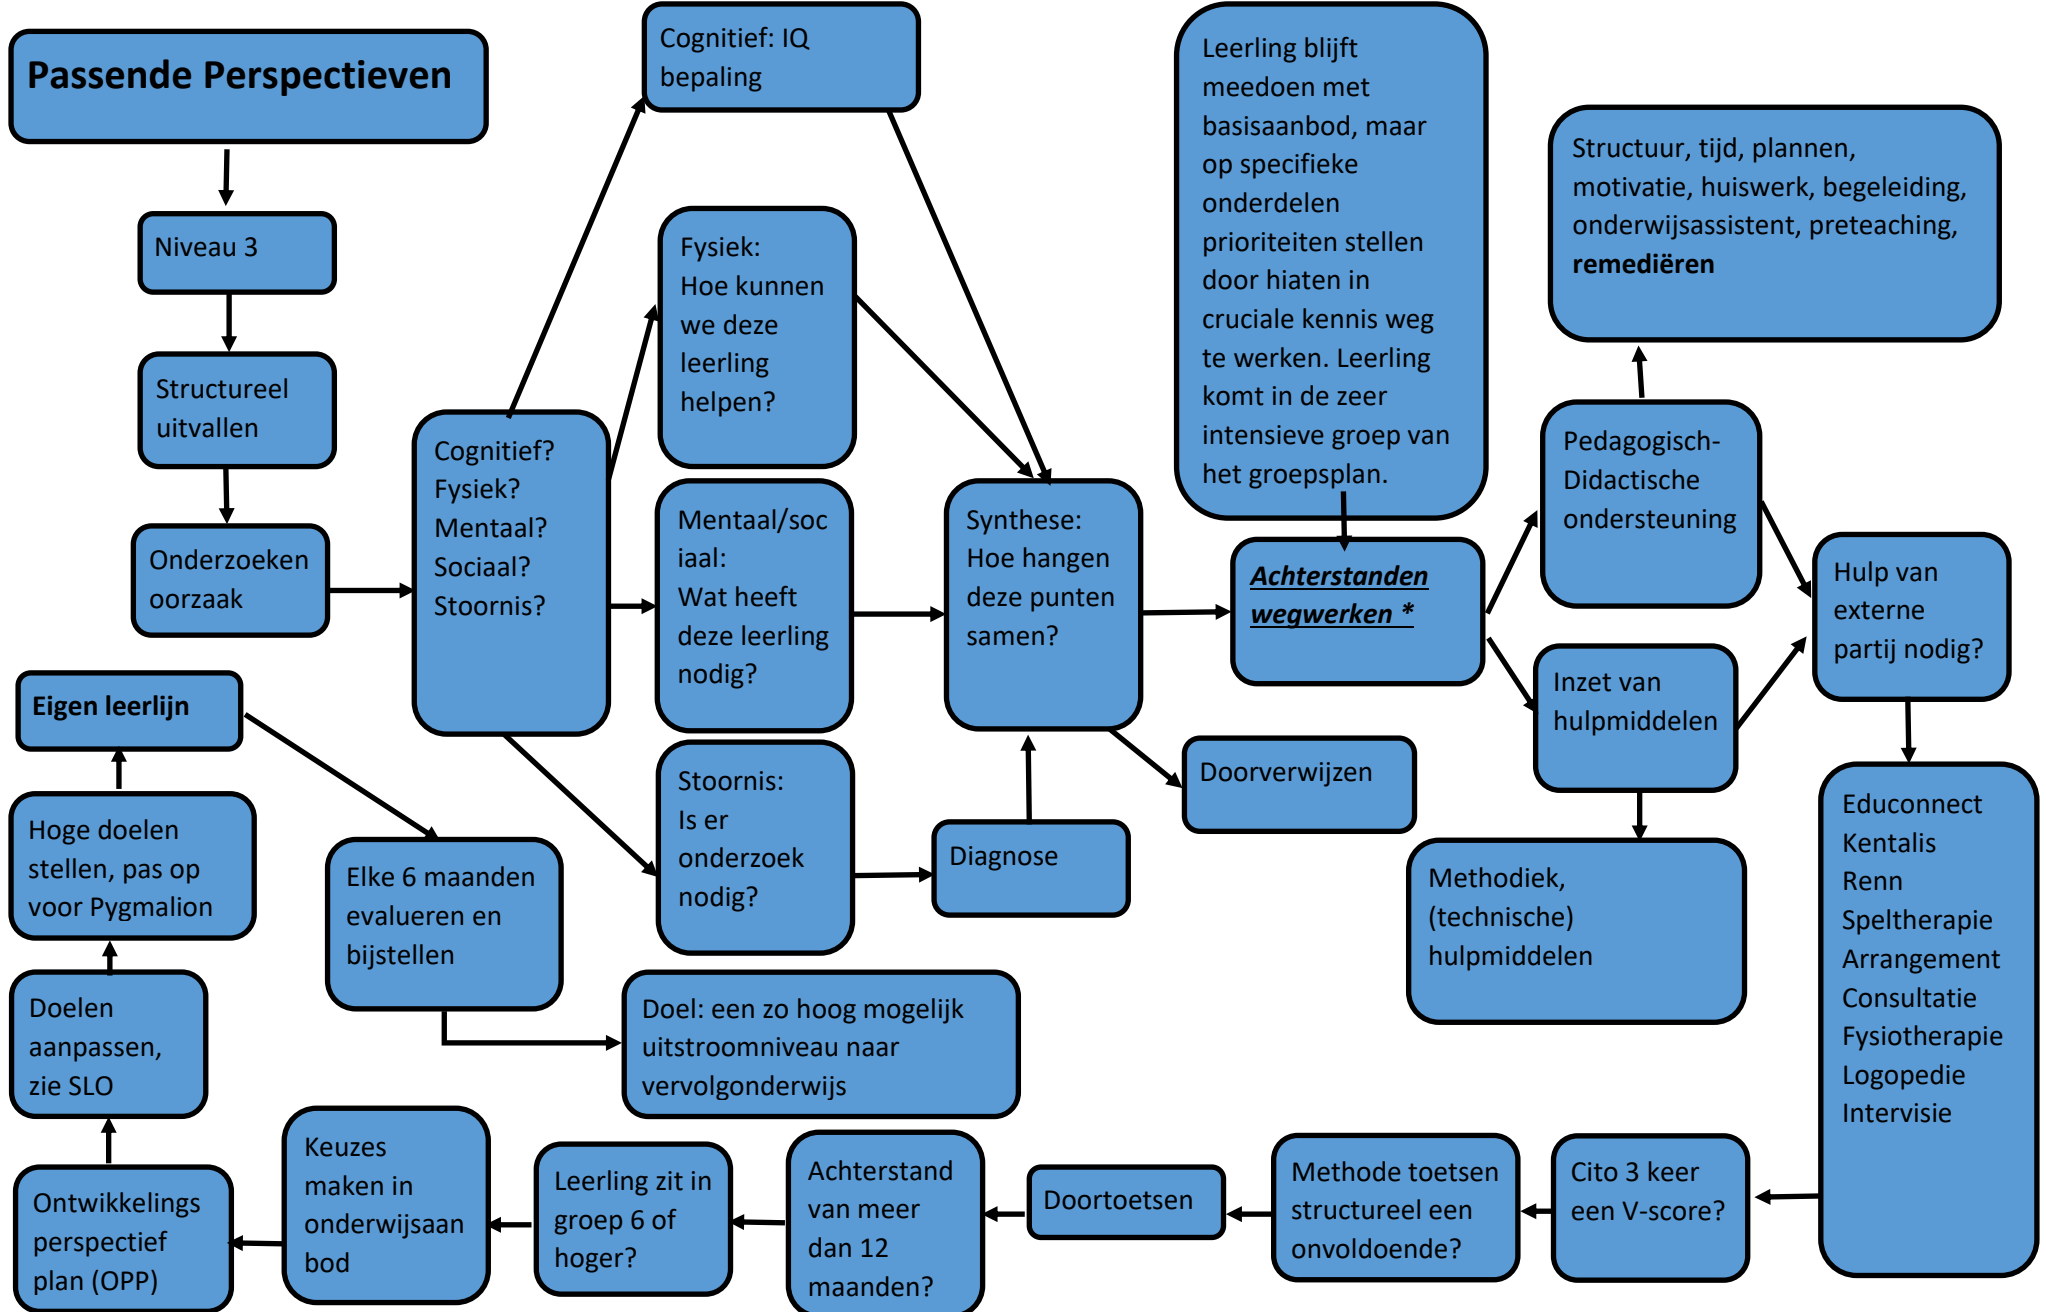 Passende Perspectieven
Niveau 3
Structureel
uitvallen
Onderzoeken
oorzaak
Cognitief?
Fysiek?
Mentaal?
Sociaal?
Stoornis?
Cognitief: IQ
bepaling
Fysiek:
Hoe kunnen
we deze
leerling
helpen?
Mentaal/soc
iaal:
Wat heeft
deze leerling
nodig?
Stoornis:
Is er
onderzoek
nodig?
Diagnose
Synthese:
Hoe hangen
deze punten
samen?
Doorverwijzen
Leerling blijft
meedoen met
basisaanbod, maar
op specifieke
onderdelen
prioriteiten stellen
door hiaten in
cruciale kennis weg
te werken. Leerling
komt in de zeer
intensieve groep van
het groepsplan.
Achterstanden
wegwerken *
Structuur, tijd, plannen,
motivatie, huiswerk, begeleiding,
onderwijsassistent, preteaching,
remediëren
Pedagogisch-
Didactische
ondersteuning
Inzet van
hulpmiddelen
Methodiek,
(technische)
hulpmiddelen
Hulp van
externe
partij nodig?
Educonnect
Kentalis
Renn
Speltherapie
Arrangement
Consultatie
Fysiotherapie
Logopedie
Intervisie
Cito 3 keer
een V-score?
Methode toetsen
structureel een
onvoldoende?
Doortoetsen
Achterstand
van meer
dan 12
maanden?
Leerling zit in
groep 6 of
hoger?
Keuzes
maken in
onderwijsaan
bod
Ontwikkelings
perspectief
plan (OPP)
Doelen
aanpassen,
zie SLO
Hoge doelen
stellen, pas op
voor Pygmalion
Eigen leerlijn
Elke 6 maanden
evalueren en
bijstellen
Doel: een zo hoog mogelijk
uitstroomniveau naar
vervolgonderwijs